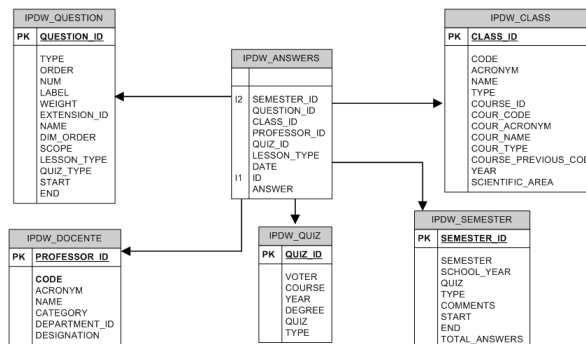 IPDW_QUESTION
PK QUESTION_ID
TYPE
ORDER
NUM
LABEL
WEIGHT
EXTENSION_ID
NAME
DIM_ORDER
SCOPE
LESSON_TYPE
QUIZ_TYPE
START
END
IPDW_ANSWERS
I2 SEMESTER_ID
QUESTION_ID
CLASS_ID
PROFESSOR_ID
QUIZ_ID
LESSON_TYPE
DATE
I1 ID
ANSWER
IPDW_CLASS
PK CLASS_ID
CODE
ACRONYM
NAME
TYPE
COURSE_ID
COUR_CODE
COUR_ACRONYM
COUR_NAME
COUR_TYPE
COURSE_PREVIOUS_COD
YEAR
SCIENTIFIC_AREA
IPDW_DOCENTE
PK PROFESSOR_ID
CODE
ACRONYM
NAME
CATEGORY
DEPARTMENT_ID
DESIGNATION
IPDW_QUIZ
PK QUIZ_ID
VOTER
COURSE
YEAR
DEGREE
QUIZ
TYPE
IPDW_SEMESTER
PK SEMESTER_ID
SEMESTER
SCHOOL_YEAR
QUIZ
TYPE
COMMENTS
START
END
TOTAL_ANSWERS